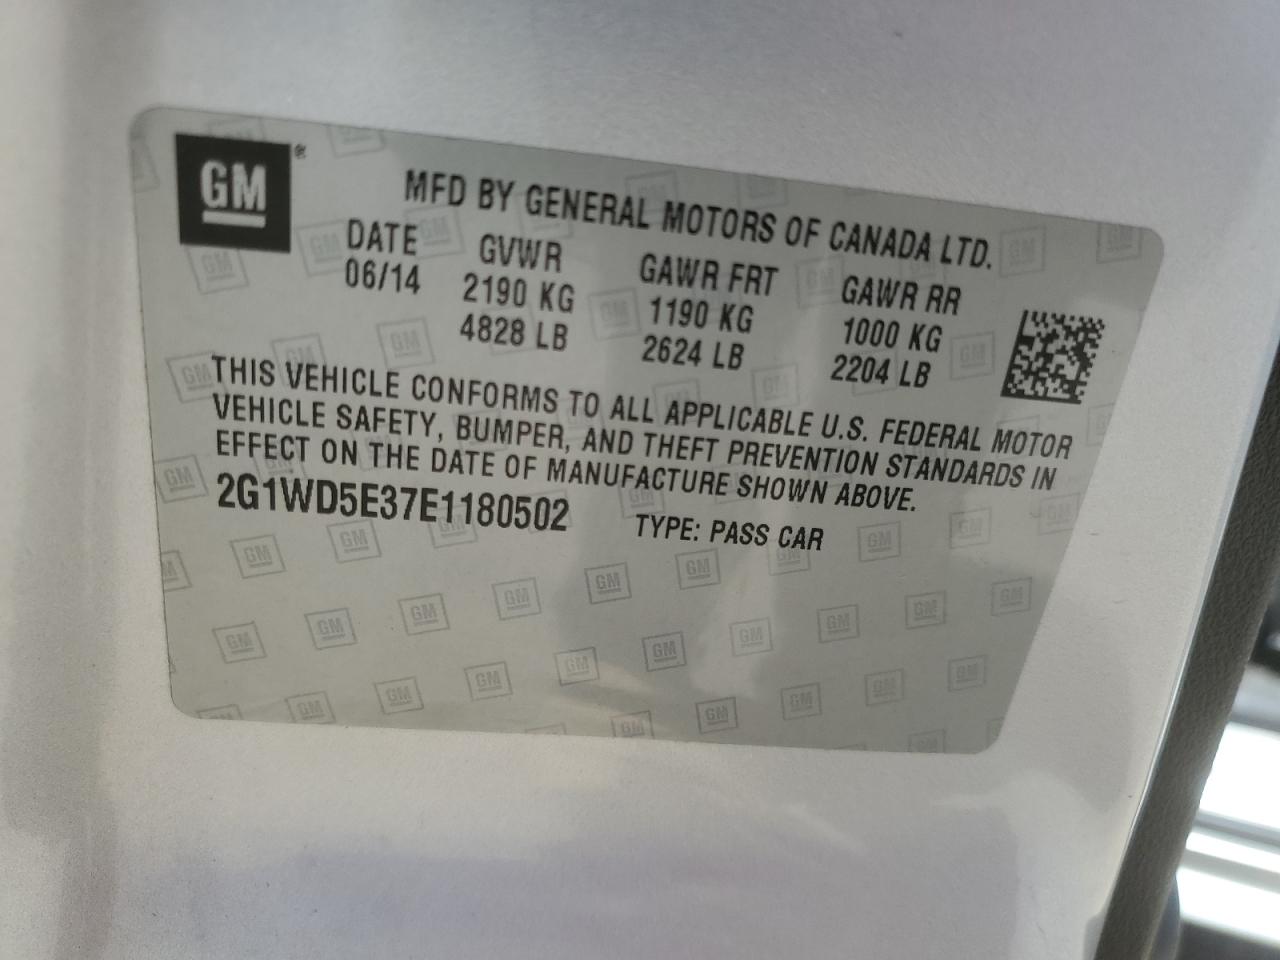 GM ®
MFD BY GENERAL MOTORS OF CANADA LTD.
DATE GVWR GAWR FRT GAWR RR
06/14 2190 KG 1190 KG 1000 KG
4828 LB 2624 LB 2204 LB
THIS VEHICLE CONFORMS TO ALL APPLICABLE U.S. FEDERAL MOTOR
VEHICLE SAFETY, BUMPER, AND THEFT PREVENTION STANDARDS IN
EFFECT ON THE DATE OF MANUFACTURE SHOWN ABOVE.
2G1WD5E37E1180502 TYPE: PASS CAR